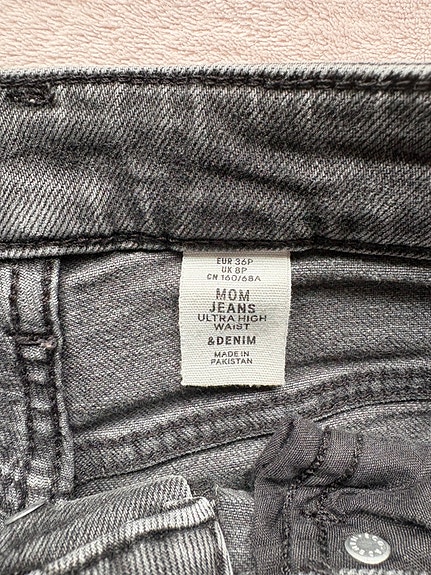 EUR 36P
UK 8P
CN 160/68A
MOM
JEANS
ULTRA HIGH
WAIST
&DENIM
MADE IN
PAKISTAN